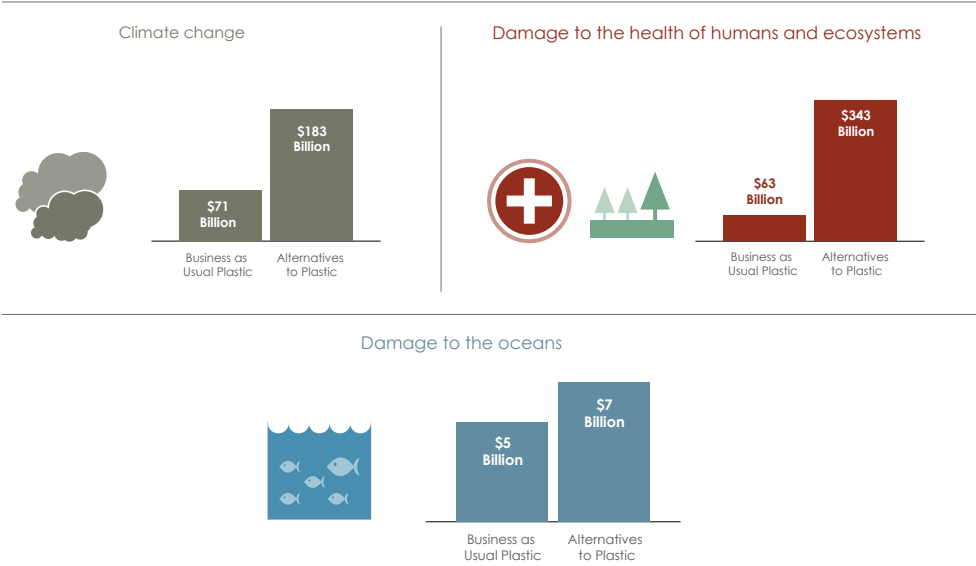 Climate change
Damage to the health of humans and ecosystems
$71
Billion
$183
Billion
Business as
Usual Plastic
Alternatives
to Plastic
$63
Billion
$343
Billion
Business as
Usual Plastic
Alternatives
to Plastic
Damage to the oceans
$5
Billion
$7
Billion
Business as
Usual Plastic
Alternatives
to Plastic